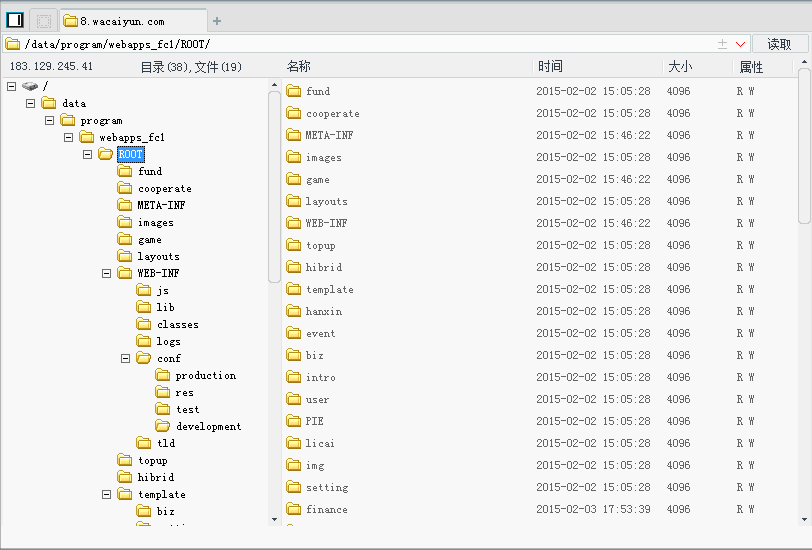 8.wacaiyun.com
/data/program/webapps_fc1/ROOT/ 读取
183.129.245.41 目录(38),文件(19)
/
data
program
webapps_fc1
ROOT
fund
cooperate
META-INF
images
game
layouts
WEB-INF
js
lib
classes
logs
conf
production
res
test
development
tld
topup
hibrid
template
biz
名称 时间 大小 属性
fund 2015-02-02 15:05:28 4096 R W
cooperate 2015-02-02 15:05:28 4096 R W
META-INF 2015-02-02 15:46:22 4096 R W
images 2015-02-02 15:05:28 4096 R W
game 2015-02-02 15:46:22 4096 R W
layouts 2015-02-02 15:05:28 4096 R W
WEB-INF 2015-02-02 15:46:22 4096 R W
topup 2015-02-02 15:05:28 4096 R W
hibrid 2015-02-02 15:05:28 4096 R W
template 2015-02-02 15:05:28 4096 R W
hanxin 2015-02-02 15:05:28 4096 R W
event 2015-02-02 15:05:28 4096 R W
biz 2015-02-02 15:05:28 4096 R W
intro 2015-02-02 15:05:28 4096 R W
user 2015-02-02 15:05:28 4096 R W
PIE 2015-02-02 15:05:28 4096 R W
licai 2015-02-02 15:05:28 4096 R W
img 2015-02-02 15:05:28 4096 R W
setting 2015-02-02 15:05:28 4096 R W
finance 2015-02-03 17:53:39 4096 R W